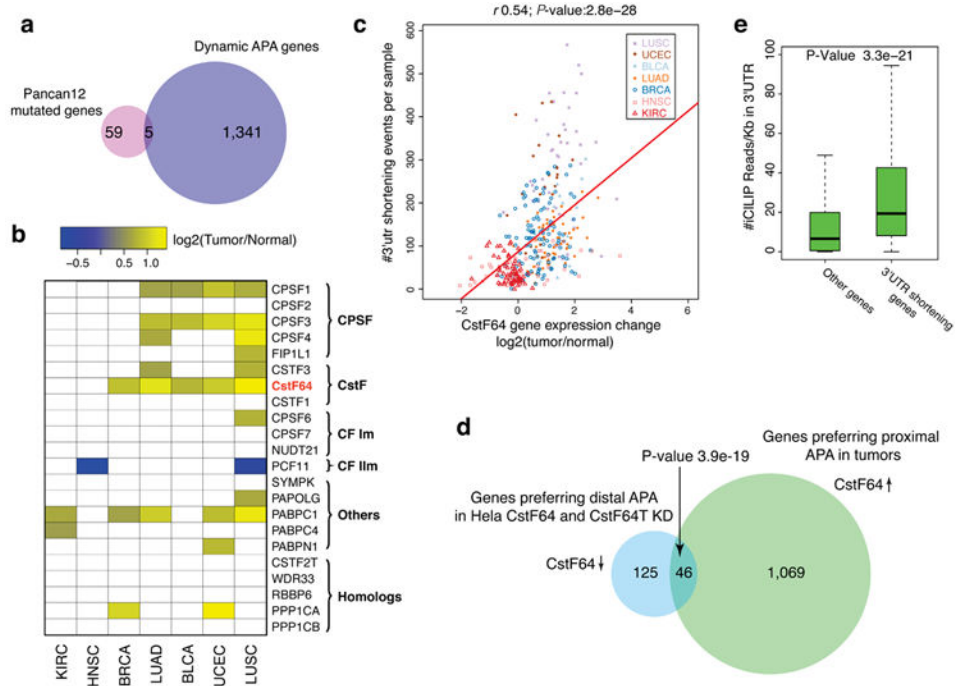 a
Dynamic APA genes
Pancan12
mutated genes
59
5
1,341
b
log2(Tumor/Normal)
−0.5
0.5
1.0
CPSF1
CPSF2
CPSF3
CPSF4
FIP1L1
CPSF
CSTF3
CstF64
CSTF1
CstF
CPSF6
CPSF7
NUDT21
CF Im
PCF11
CF IIm
SYMPK
PAPOLG
PABPC1
PABPC4
PABPN1
Others
CSTF2T
WDR33
RBBP6
PPP1CA
PPP1CB
Homologs
KIRC
HNSC
BRCA
LUAD
BLCA
UCEC
LUSC
c
r 0.54; P-value:2.8e−28
#3'utr shortening events per sample
600
500
400
300
200
100
0
LUSC
UCEC
BLCA
LUAD
BRCA
HNSC
KIRC
−2
0
2
4
6
CstF64 gene expression change
log2(tumor/normal)
e
P-Value 3.3e−21
#iCILIP Reads/Kb in 3'UTR
100
80
60
40
20
0
Other genes
3'UTR shortening
genes
d
P-value 3.9e-19
Genes preferring proximal
APA in tumors
CstF64↑
Genes preferring distal APA
in Hela CstF64 and CstF64T KD
CstF64↓
125
46
1,069